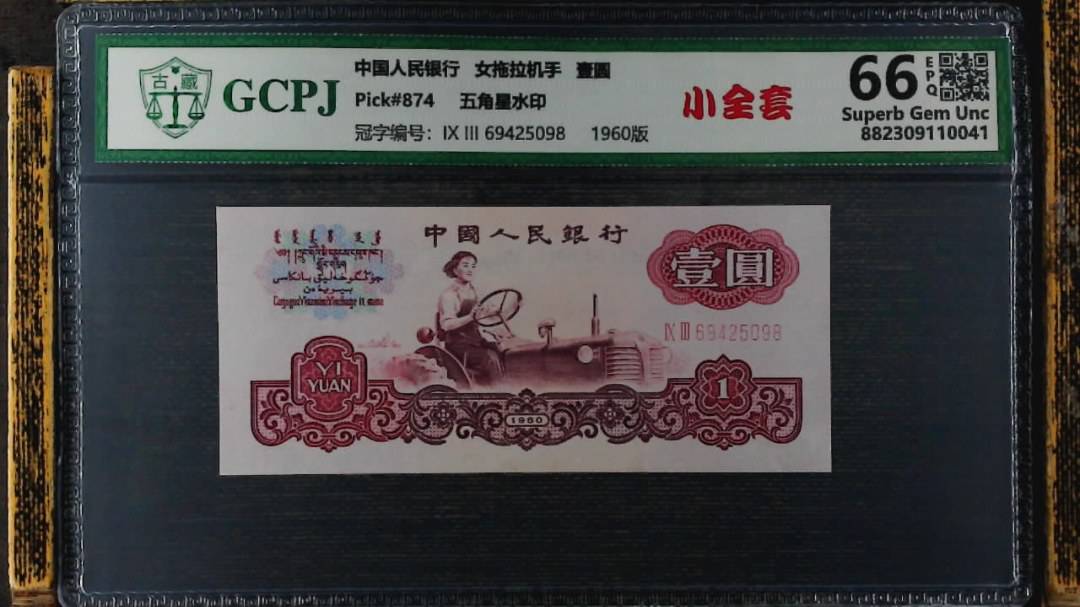 古 藏
GCPJ
中国人民银行 女拖拉机手 壹圆
Pick#874 五角星水印
冠字编号: IX III 69425098 1960版
小全套
66 EPQ
Superb Gem Unc
882309110041
中國人民銀行
壹圓
IX III 69425098
YI
YUAN
1
1960